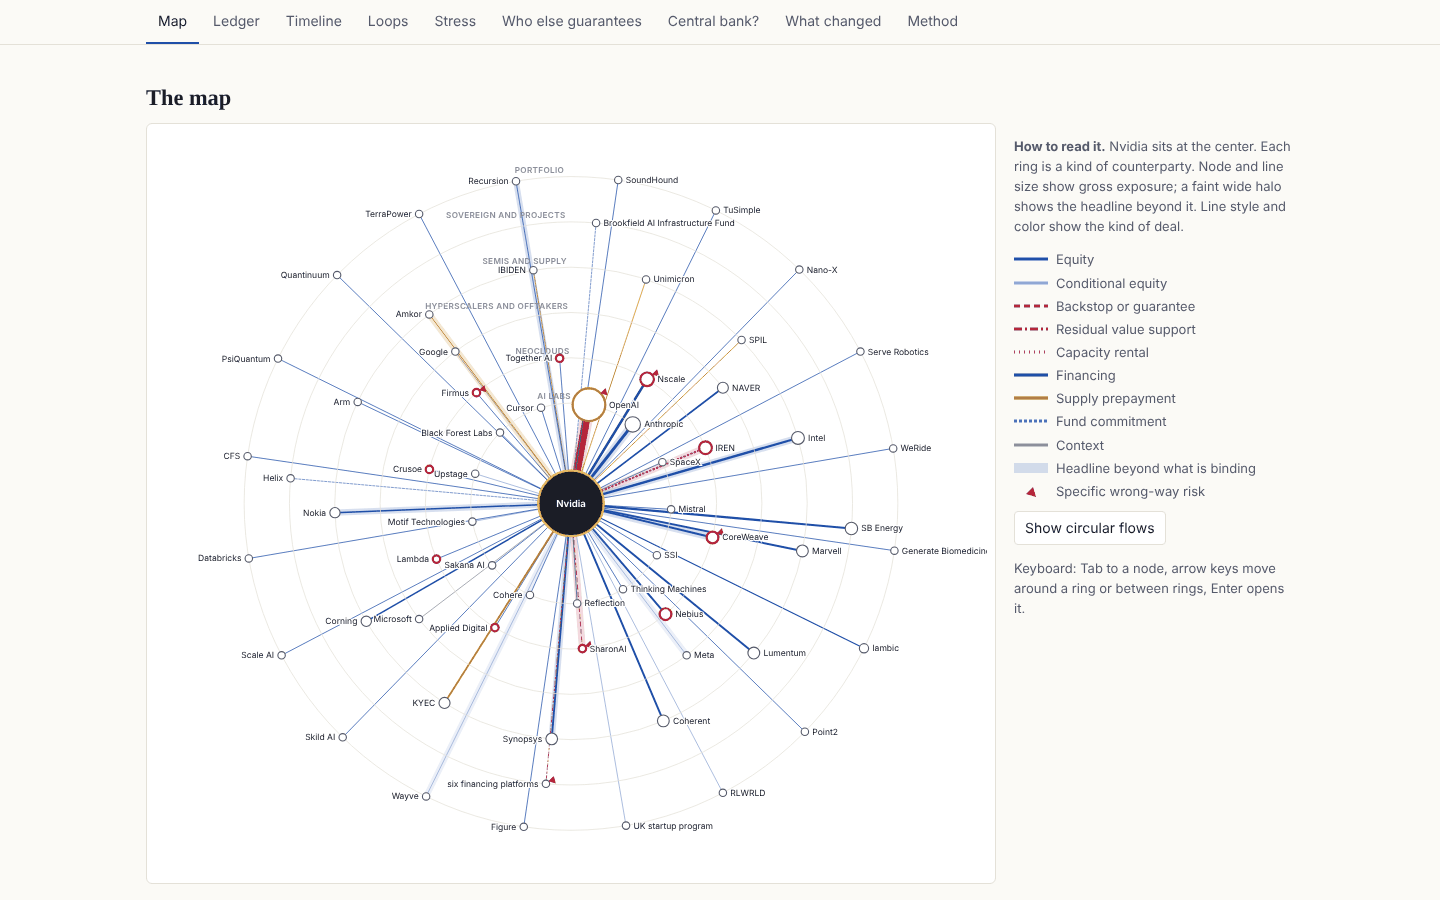 Map Ledger Timeline Loops Stress Who else guarantees Central bank? What changed Method
The map
PORTFOLIO
Recursion
SoundHound
TerraPower
SOVEREIGN AND PROJECTS
TuSimple
Brookfield AI Infrastructure Fund
SEMIS AND SUPPLY
IBIDEN
Quantinuum
Unimicron
Nano-X
HYPERSCALERS AND OFFTAKERS
Amkor
SPIL
Google
NEOCLOUDS
Together AI
PsiQuantum
Serve Robotics
Nscale
NAVER
Firmus
AI LABS
Arm
Cursor
OpenAI
Anthropic
Black Forest Labs
Intel
IREN
WeRide
CFS
SpaceX
Crusoe
Upstage
Helix
Nvidia
Mistral
Nokia
Motif Technologies
SB Energy
CoreWeave
Marvell
Generate Biomedicin
Databricks
Lambda
Sakana AI
SSI
Thinking Machines
Cohere
Reflection
Nebius
Corning
Microsoft
Applied Digital
SharonAI
Meta
Lumentum
Iambic
Scale AI
KYEC
Coherent
Point2
Skild AI
Synopsys
six financing platforms
Wayve
RLWRLD
Figure
UK startup program
How to read it. Nvidia sits at the center. Each
ring is a kind of counterparty. Node and line
size show gross exposure; a faint wide halo
shows the headline beyond it. Line style and
color show the kind of deal.
Equity
Conditional equity
Backstop or guarantee
Residual value support
Capacity rental
Financing
Supply prepayment
Fund commitment
Context
Headline beyond what is binding
Specific wrong-way risk
Show circular flows
Keyboard: Tab to a node, arrow keys move
around a ring or between rings, Enter opens
it.